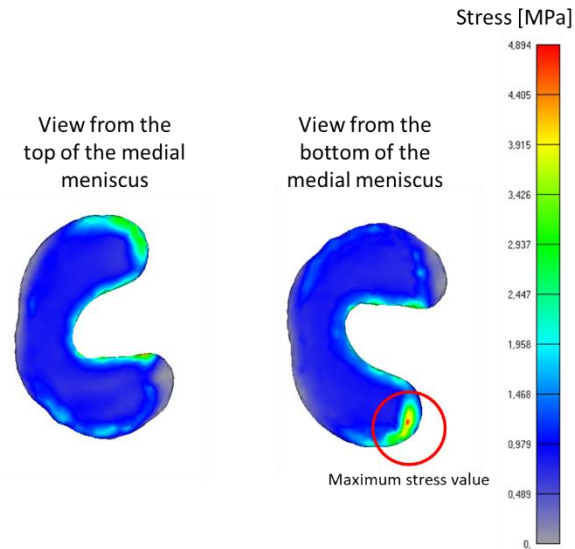 Stress [MPa]
4,894
4,405
3,915
3,426
2,937
2,447
1,958
1,468
0,979
0,489
0,
View from the
top of the medial
meniscus
View from the
bottom of the
medial meniscus
Maximum stress value